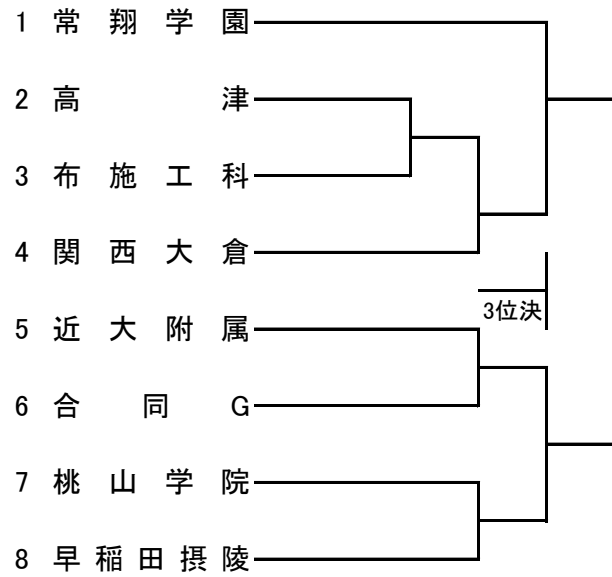 1 常翔学園
2 高津
3 布施工科
4 関西大倉
3位決
5 近大附属
6 合同G
7 桃山学院
8 早稲田摂陵